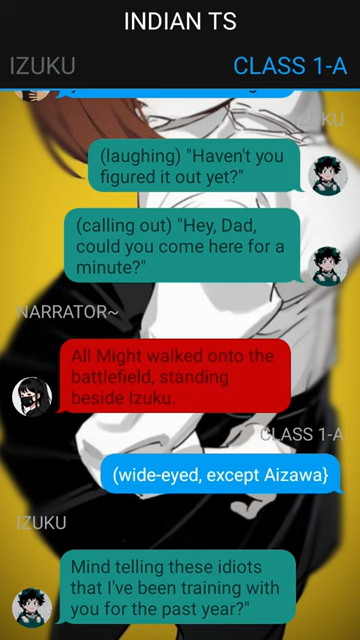 INDIAN TS
IZUKU
CLASS 1-A
(laughing) "Haven't you
figured it out yet?"
(calling out) "Hey, Dad,
could you come here for a
minute?"
NARRATOR~
All Might walked onto the
battlefield, standing
beside Izuku.
CLASS 1-A
(wide-eyed, except Aizawa}
IZUKU
Mind telling these idiots
that I've been training with
you for the past year?"